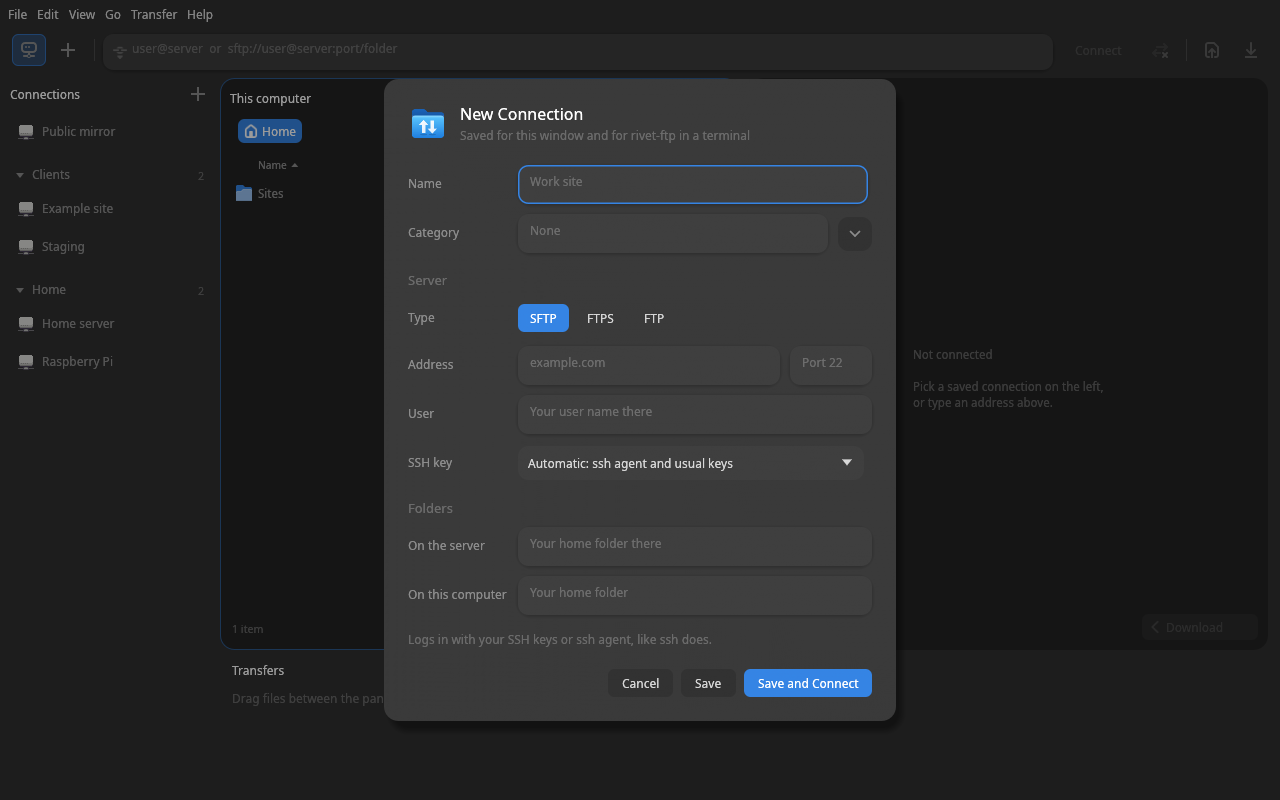 File Edit View Go Transfer Help
user@server or sftp://user@server:port/folder
Connect
Connections
Public mirror
Clients 2
Example site
Staging
Home 2
Home server
Raspberry Pi
This computer
Home
Name
Sites
1 item
Not connected
Pick a saved connection on the left,
or type an address above.
Download
Transfers
Drag files between the pan
New Connection
Saved for this window and for rivet-ftp in a terminal
Name Work site
Category None
Server
Type SFTP FTPS FTP
Address example.com Port 22
User Your user name there
SSH key Automatic: ssh agent and usual keys
Folders
On the server Your home folder there
On this computer Your home folder
Logs in with your SSH keys or ssh agent, like ssh does.
Cancel Save Save and Connect